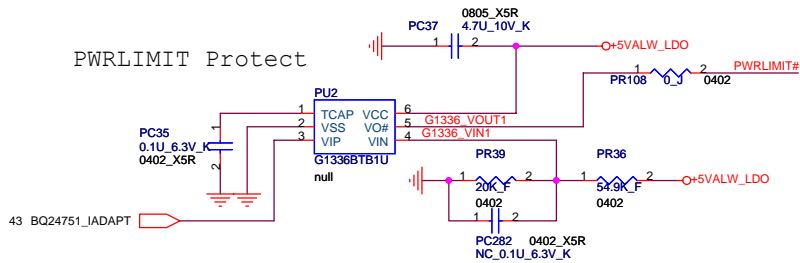 PWRLIMIT Protect
0805_X5R
PC37
4.7U_10V_K
1
2
+5VALW_LDO
PWRLIMIT#
1
2
PR108
0_J
0402
PU2
1
TCAP
VCC
6
2
VSS
VO#
5
G1336_VOUT1
3
VIP
VIN
4
G1336_VIN1
G1336BTB1U
null
PC35
0.1U_6.3V_K
0402_X5R
1
2
PR39
1
2
20K_F
0402
PR36
1
2
54.9K_F
0402
+5VALW_LDO
1
2
PC282
0402_X5R
NC_0.1U_6.3V_K
43 BQ24751_IADAPT